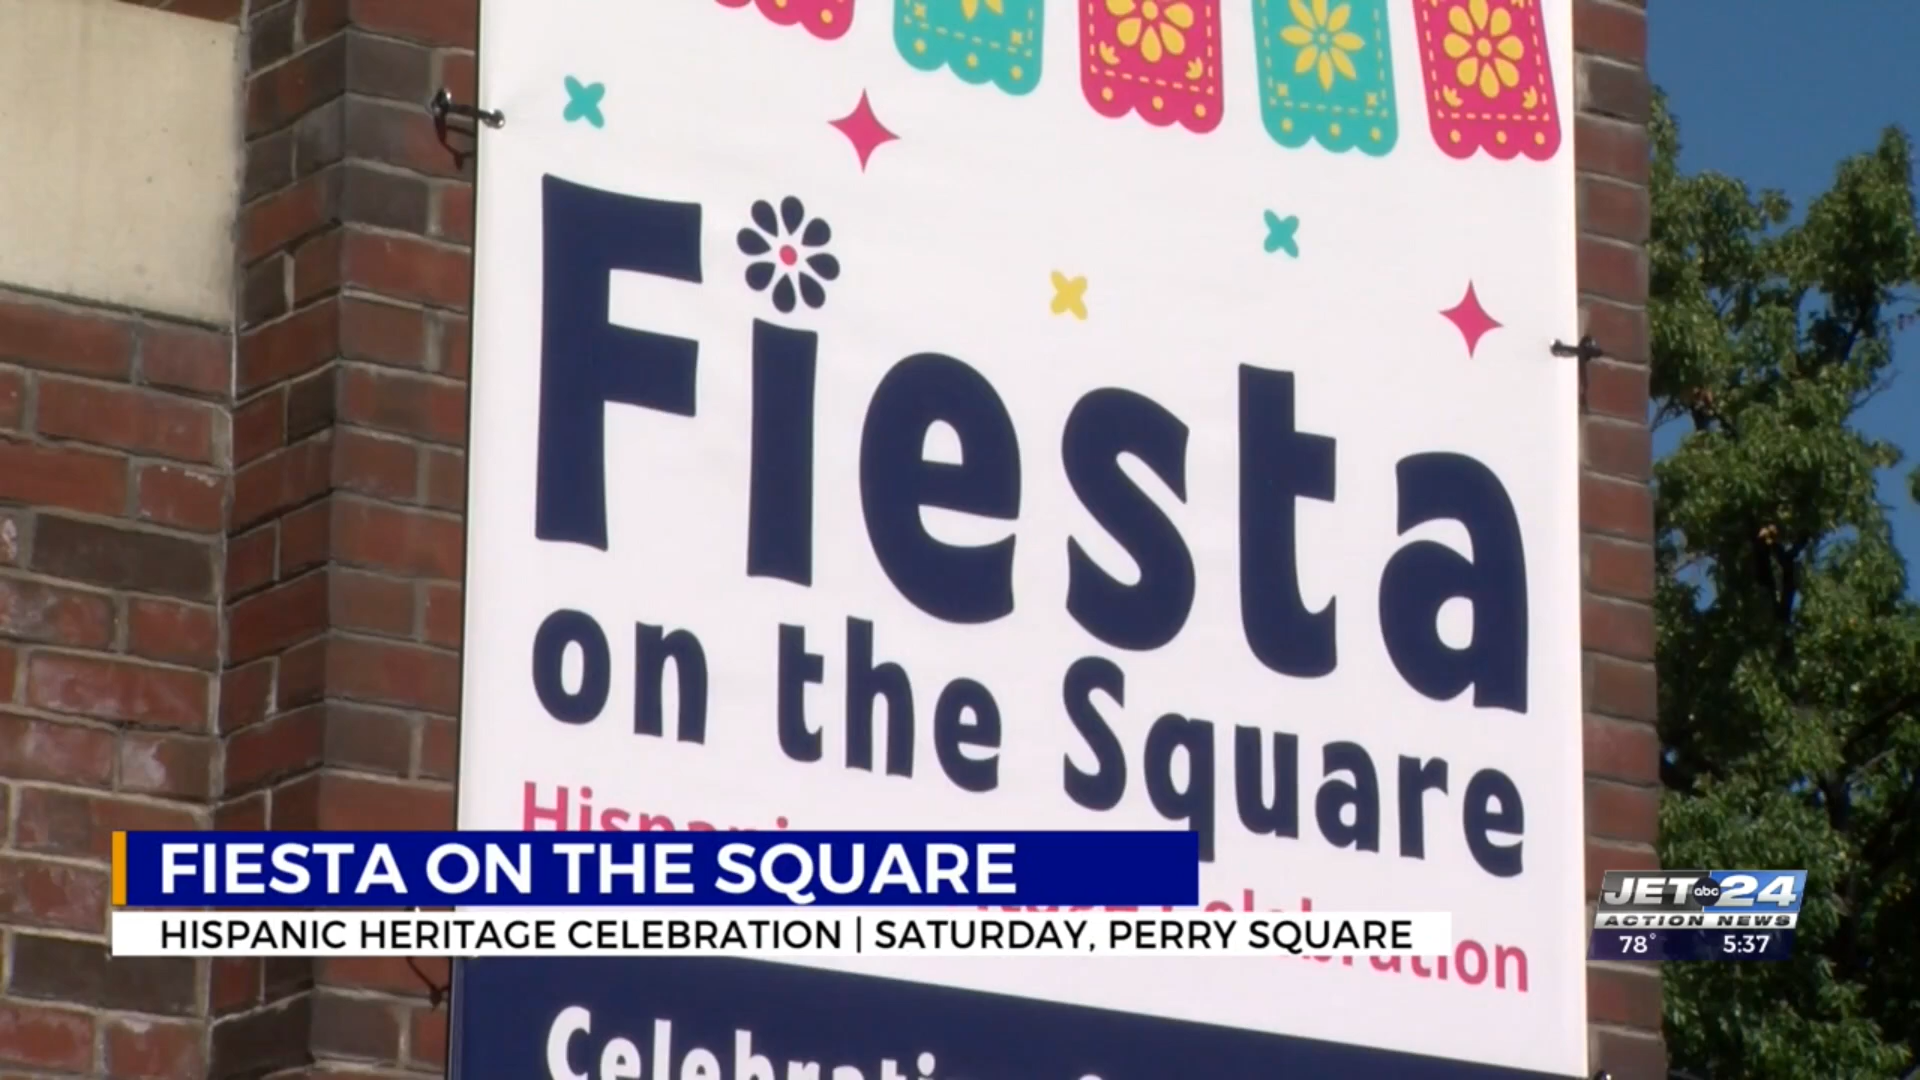 Fiesta
on the Square
FIESTA ON THE SQUARE
HISPANIC HERITAGE CELEBRATION | SATURDAY, PERRY SQUARE
JET abc 24
ACTION NEWS
78° 5:37